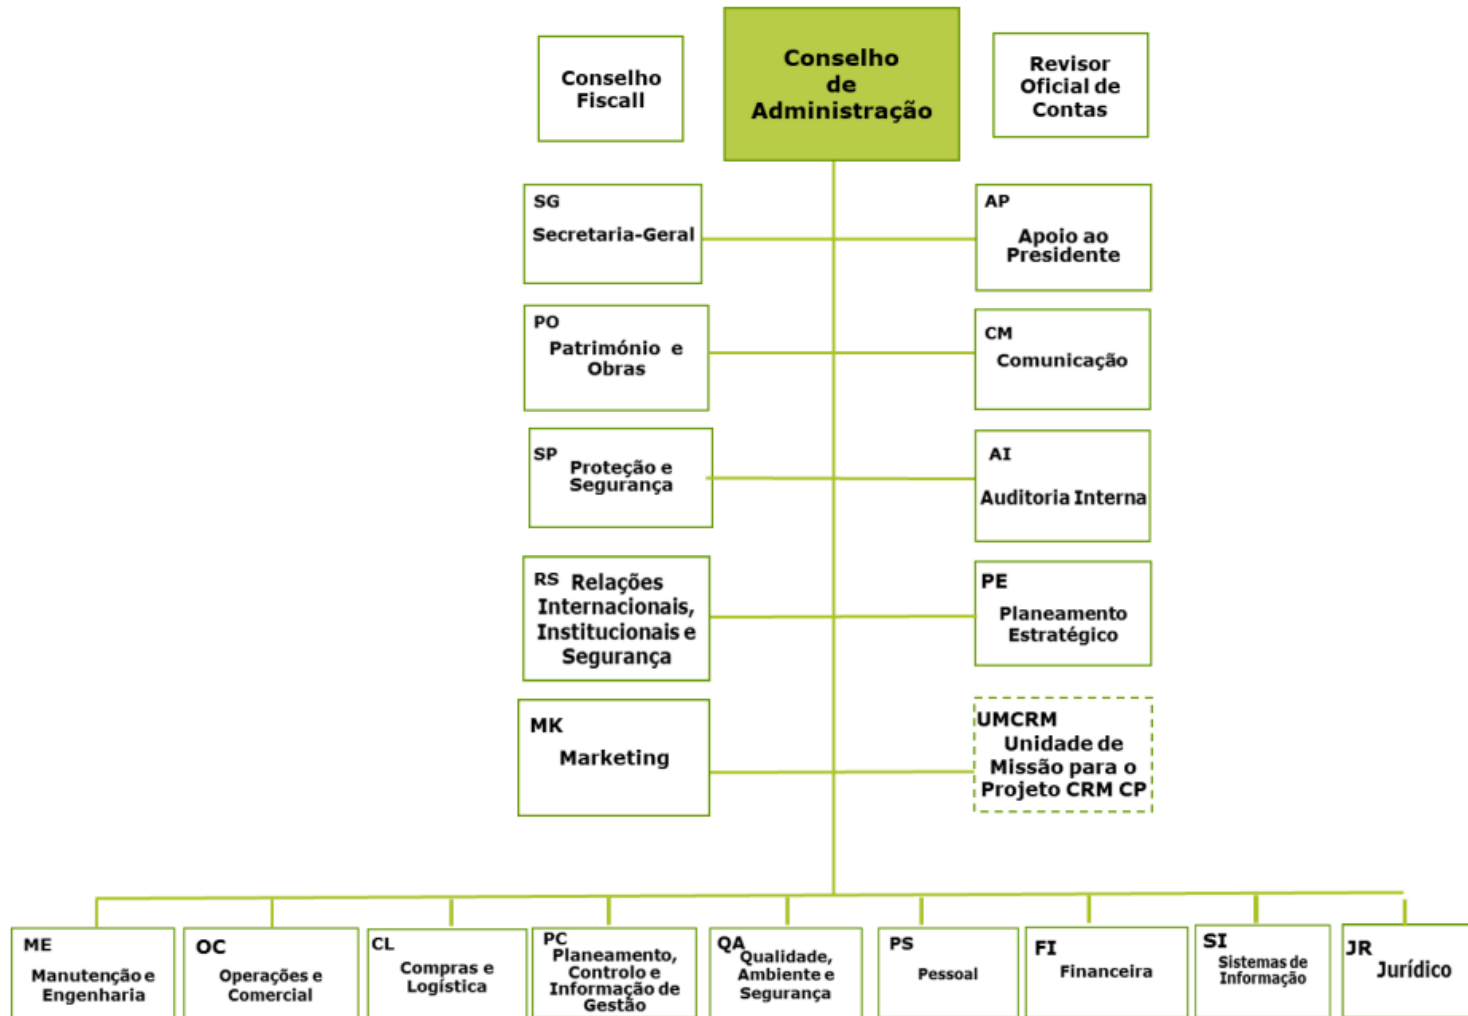 Conselho
Fiscall
Conselho
de
Administração
Revisor
Oficial de
Contas
SG
Secretaria-Geral
AP
Apoio ao
Presidente
PO
Património e
Obras
CM
Comunicação
SP
Proteção e
Segurança
AI
Auditoria Interna
RS Relações
Internacionais,
Institucionais e
Segurança
PE
Planeamento
Estratégico
MK
Marketing
UMCRM
Unidade de
Missão para o
Projeto CRM CP
ME
Manutenção e
Engenharia
OC
Operações e
Comercial
CL
Compras e
Logística
PC
Planeamento,
Controlo e
Informação de
Gestão
QA
Qualidade,
Ambiente e
Segurança
PS
Pessoal
FI
Financeira
SI
Sistemas de
Informação
JR
Jurídico